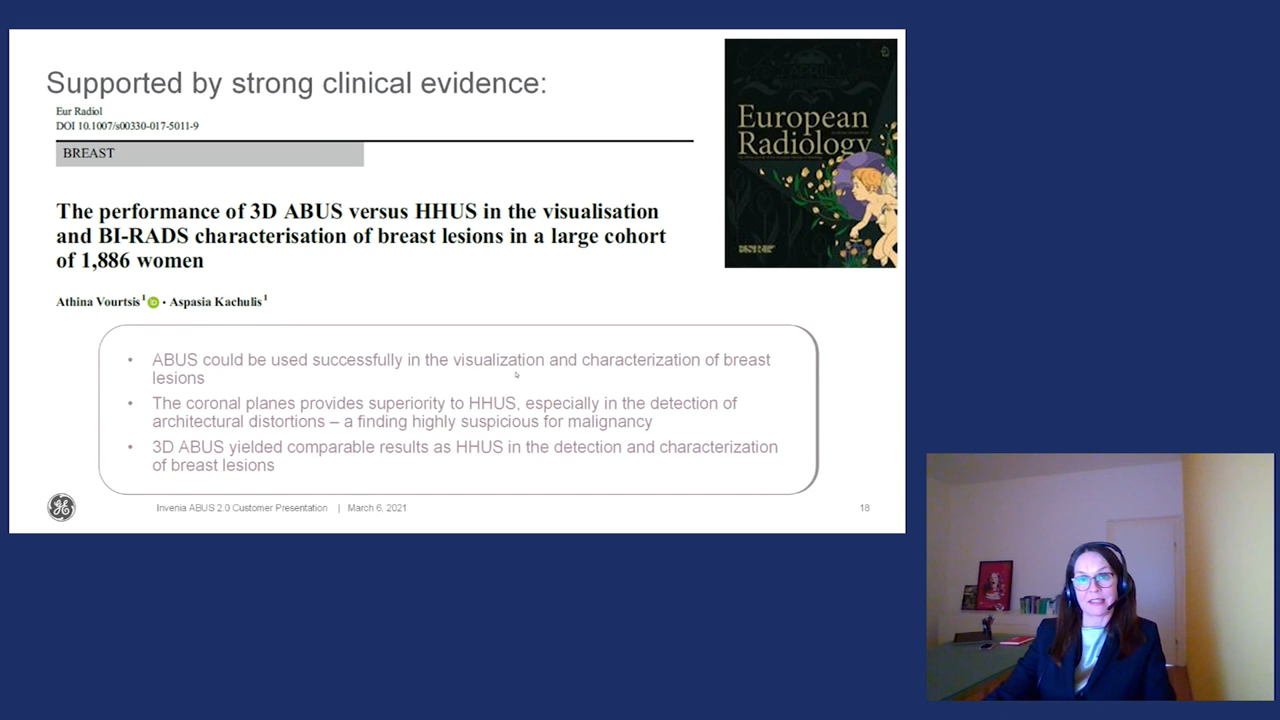 Supported by strong clinical evidence:
Eur Radiol
DOI 10.1007/s00330-017-5011-9
BREAST
The performance of 3D ABUS versus HHUS in the visualisation
and BI-RADS characterisation of breast lesions in a large cohort
of 1,886 women
Athina Vourtsis 1 iD · Aspasia Kachulis 1
European
Radiology
• ABUS could be used successfully in the visualization and characterization of breast
lesions
• The coronal planes provides superiority to HHUS, especially in the detection of
architectural distortions – a finding highly suspicious for malignancy
• 3D ABUS yielded comparable results as HHUS in the detection and characterization
of breast lesions
GE
Invenia ABUS 2.0 Customer Presentation | March 6, 2021
18